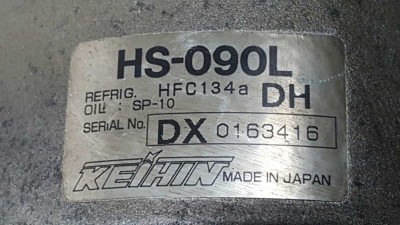 HS-090L
REFRIG. HFC134a DH
OIL : SP-10
SERIAL No. DX 0163416
KEIHIN MADE IN JAPAN